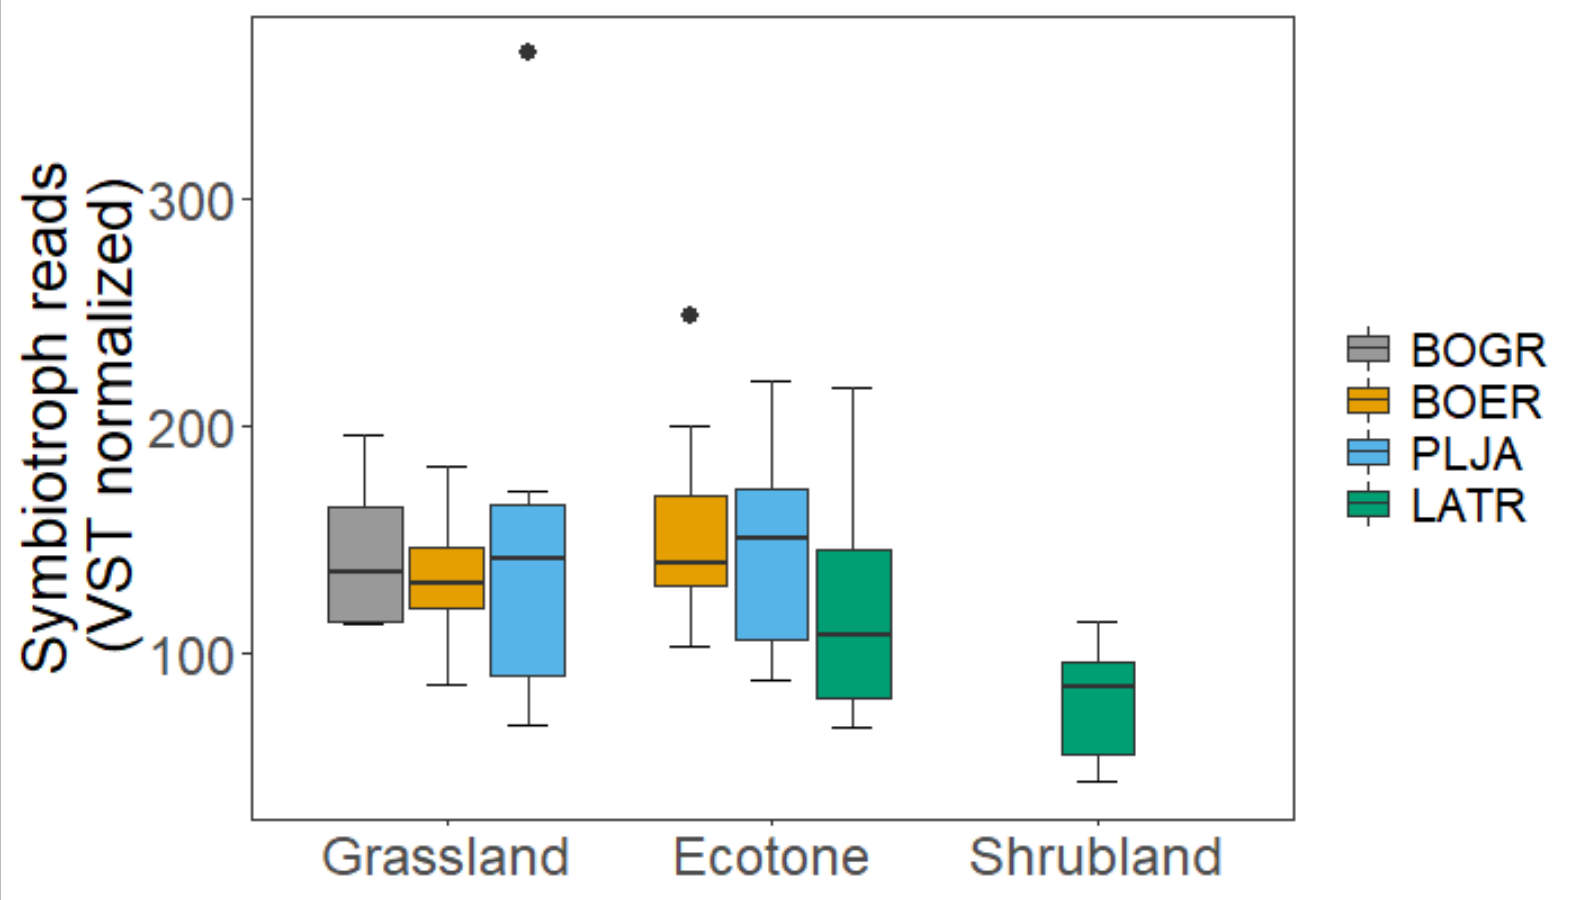 Symbiotroph reads
(VST normalized)
300
200
100
Grassland
Ecotone
Shrubland
BOGR
BOER
PLJA
LATR